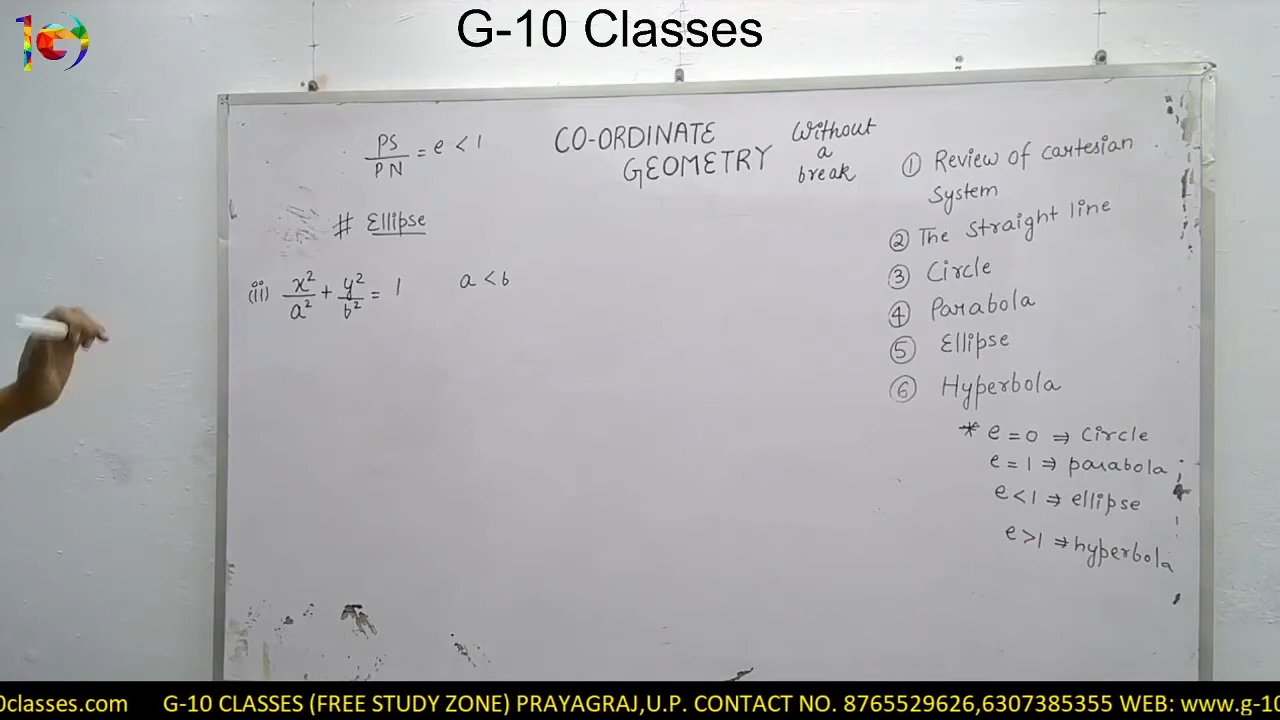 G-10 Classes
PS/PN = e < 1
CO-ORDINATE
GEOMETRY
Without
a
break
# Ellipse
(ii) x²/a² + y²/b² = 1 a < b
① Review of cartesian
System
② The straight line
③ Circle
④ Parabola
⑤ Ellipse
⑥ Hyperbola
* e = 0 ⇒ Circle
e = 1 ⇒ parabola
e < 1 ⇒ ellipse
e > 1 ⇒ hyperbola
0classes.com G-10 CLASSES (FREE STUDY ZONE) PRAYAGRAJ,U.P. CONTACT NO. 8765529626,6307385355 WEB: www.g-10